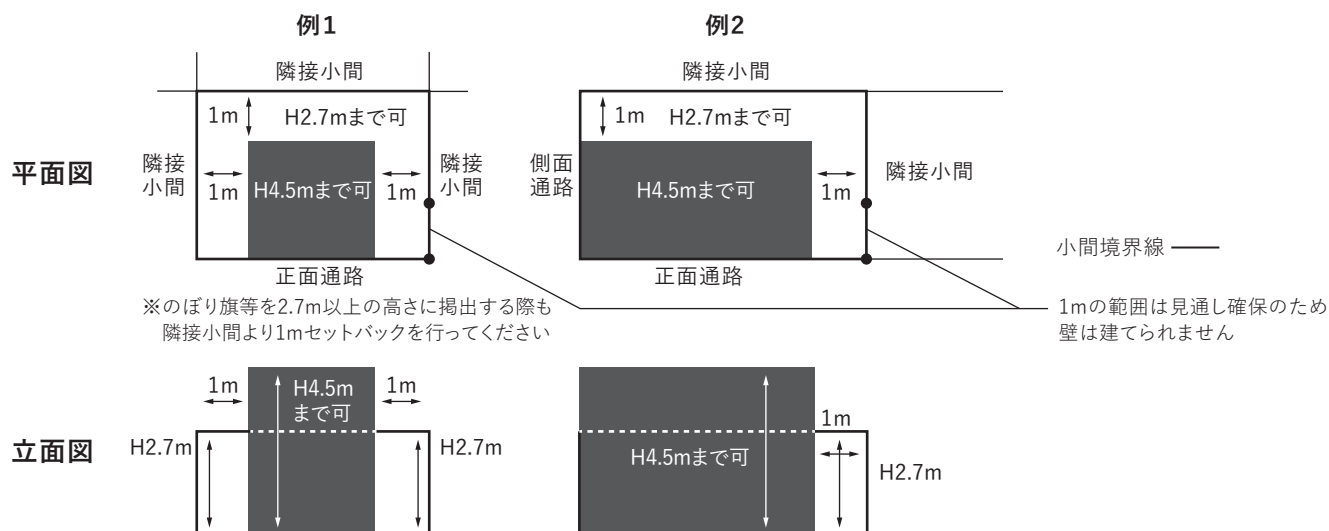 例1
例2
平面図
隣接小間
1m
H2.7mまで可
隣接
小間
1m
H4.5mまで可
1m
隣接
小間
正面通路
※のぼり旗等を2.7m以上の高さに掲出する際も
隣接小間より1mセットバックを行ってください
隣接小間
1m
H2.7mまで可
側面
通路
H4.5mまで可
1m
隣接小間
正面通路
小間境界線
1mの範囲は見通し確保のため
壁は建てられません
立面図
1m
H4.5m
まで可
1m
H2.7m
H2.7m
H4.5mまで可
1m
H2.7m